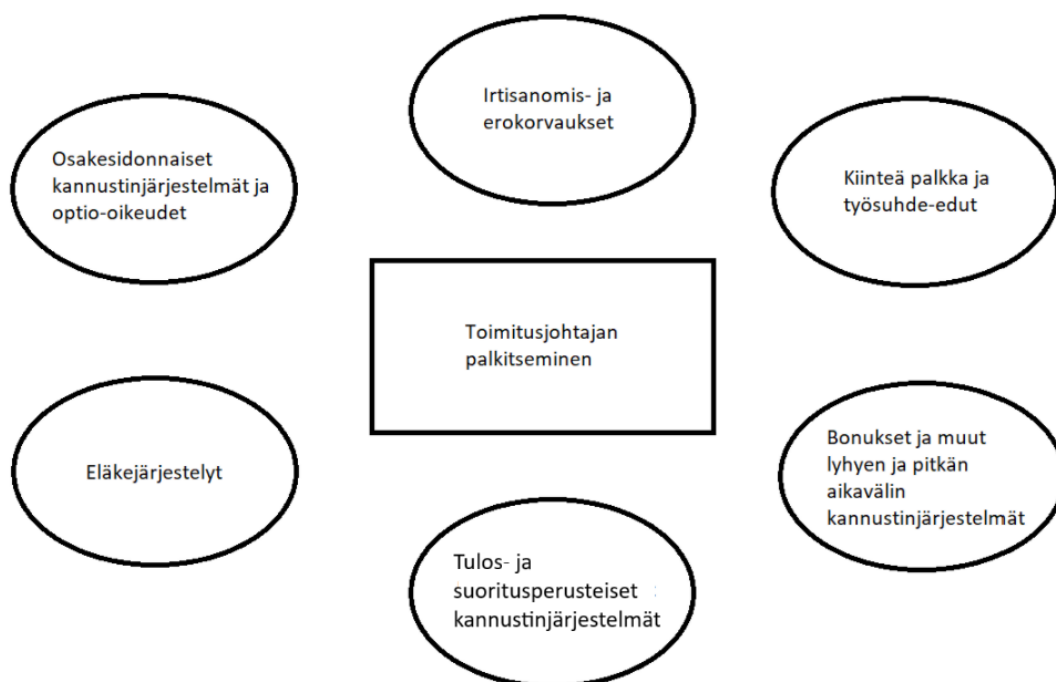 Irtisanomis- ja
erokorvaukset
Osakesidonnaiset
kannustinjärjestelmät ja
optio-oikeudet
Kiinteä palkka ja
työsuhde-edut
Toimitusjohtajan
palkitseminen
Eläkejärjestelyt
Bonukset ja muut
lyhyen ja pitkän
aikavälin
kannustinjärjestelmät
Tulos- ja
suoritusperusteiset
kannustinjärjestelmät